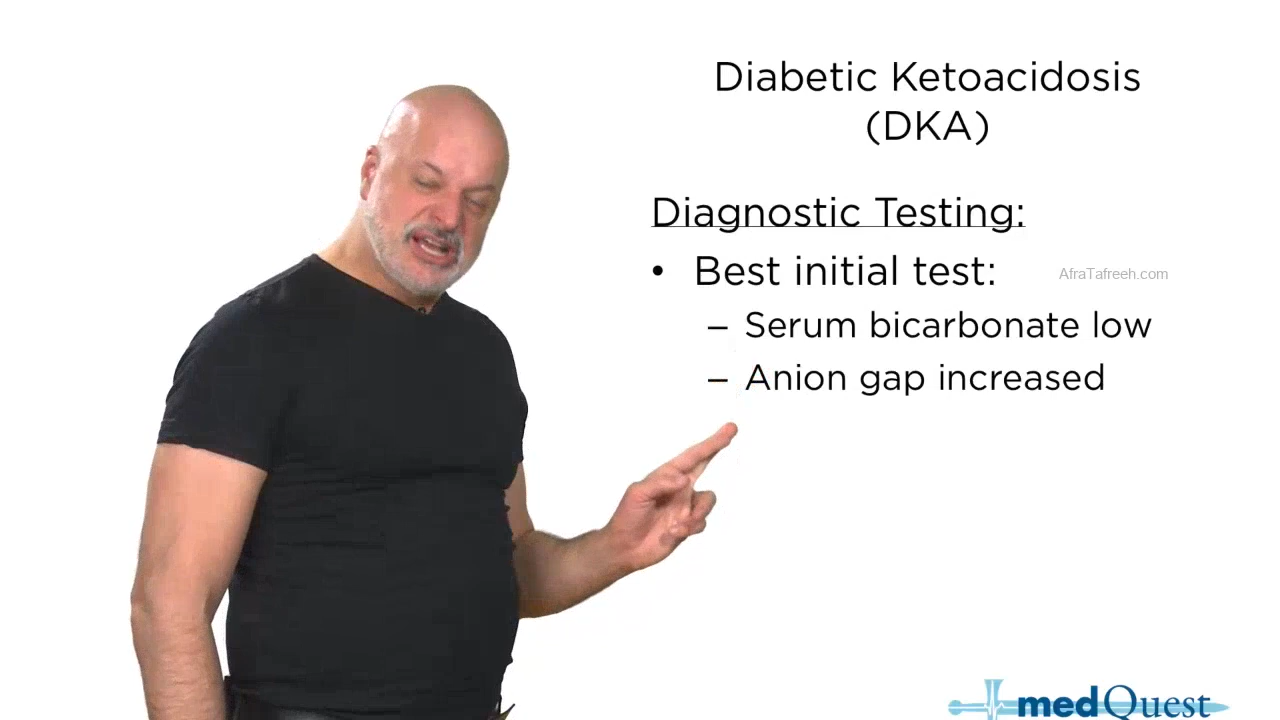 Diabetic Ketoacidosis
(DKA)
Diagnostic Testing:
• Best initial test:
AfraTafreeh.com
– Serum bicarbonate low
– Anion gap increased
medQuest